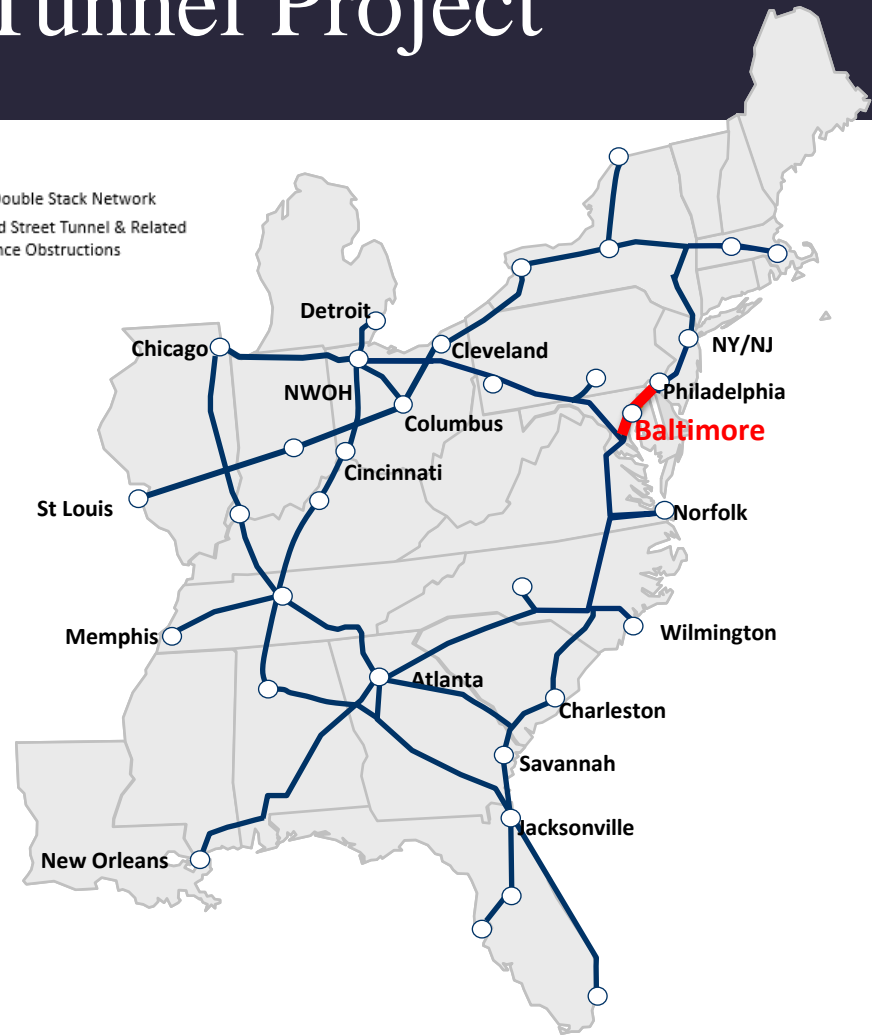 Tunnel Project
Double Stack Network
d Street Tunnel & Related
nce Obstructions
Detroit
Chicago
Cleveland
NY/NJ
NWOH
Philadelphia
Columbus
Baltimore
Cincinnati
St Louis
Norfolk
Memphis
Wilmington
Atlanta
Charleston
Savannah
Jacksonville
New Orleans